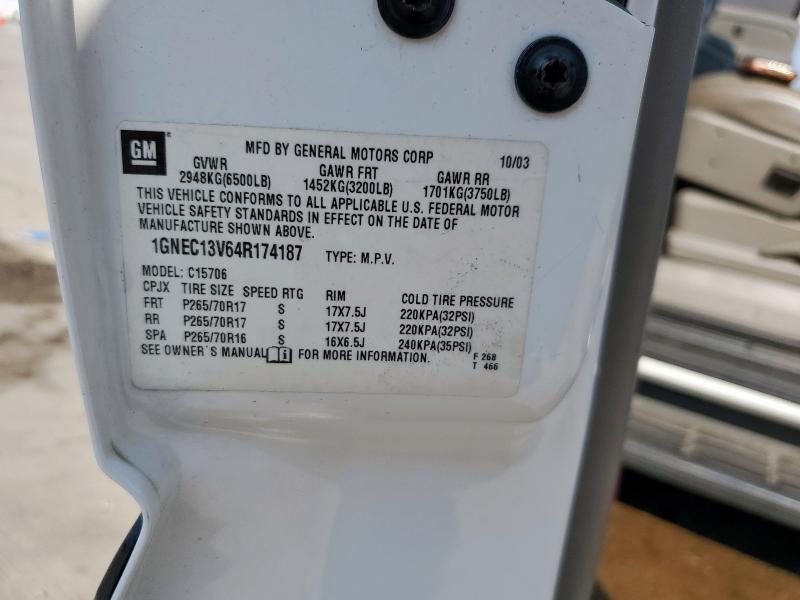 GM
MFD BY GENERAL MOTORS CORP 10/03
GVWR GAWR FRT GAWR RR
2948KG(6500LB) 1452KG(3200LB) 1701KG(3750LB)
THIS VEHICLE CONFORMS TO ALL APPLICABLE U.S. FEDERAL MOTOR
VEHICLE SAFETY STANDARDS IN EFFECT ON THE DATE OF
MANUFACTURE SHOWN ABOVE.
1GNEC13V64R174187 TYPE: M.P.V.
MODEL: C15706
CPJX TIRE SIZE SPEED RTG RIM COLD TIRE PRESSURE
FRT P265/70R17 S 17X7.5J 220KPA(32PSI)
RR P265/70R17 S 17X7.5J 220KPA(32PSI)
SPA P265/70R16 S 16X6.5J 240KPA(35PSI)
SEE OWNER'S MANUAL i FOR MORE INFORMATION.
F 268
T 466